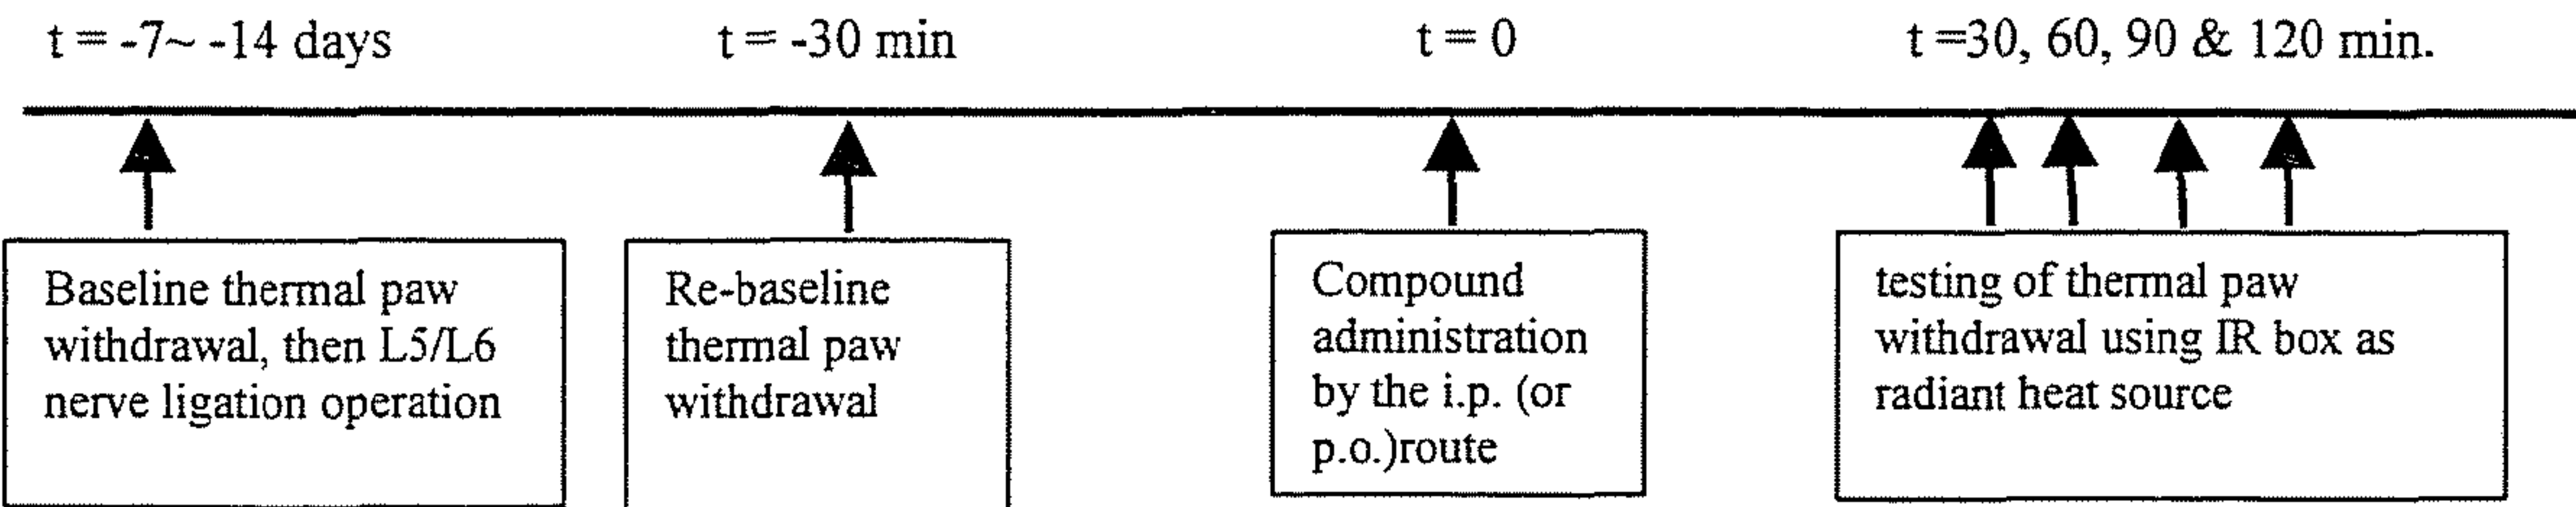 t = -7~ -14 days
t = -30 min
t = 0
t =30, 60, 90 & 120 min.
Baseline thermal paw
withdrawal, then L5/L6
nerve ligation operation
Re-baseline
thermal paw
withdrawal
Compound
administration
by the i.p. (or
p.o.)route
testing of thermal paw
withdrawal using IR box as
radiant heat source